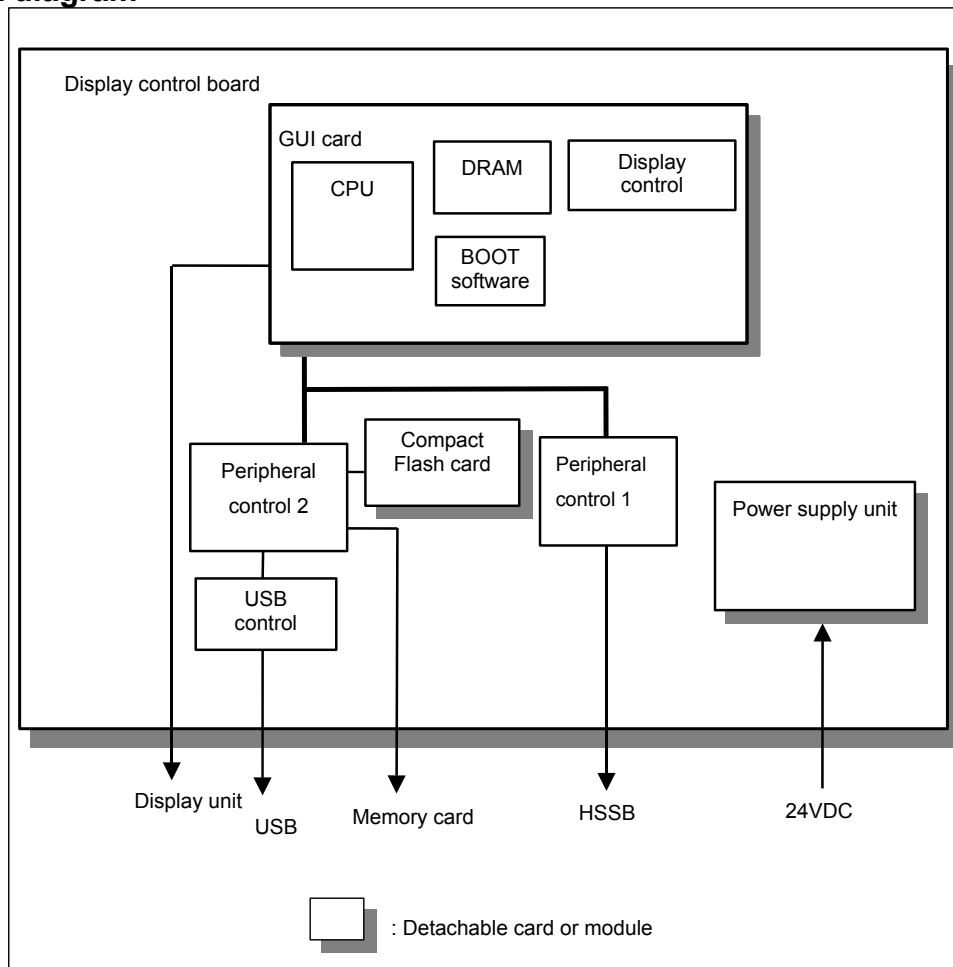 diagram
Display control board
GUI card
CPU
DRAM
Display
control
BOOT
software
Compact
Flash card
Peripheral
control 2
Peripheral
control 1
Power supply unit
USB
control
Display unit
USB
Memory card
HSSB
24VDC
: Detachable card or module